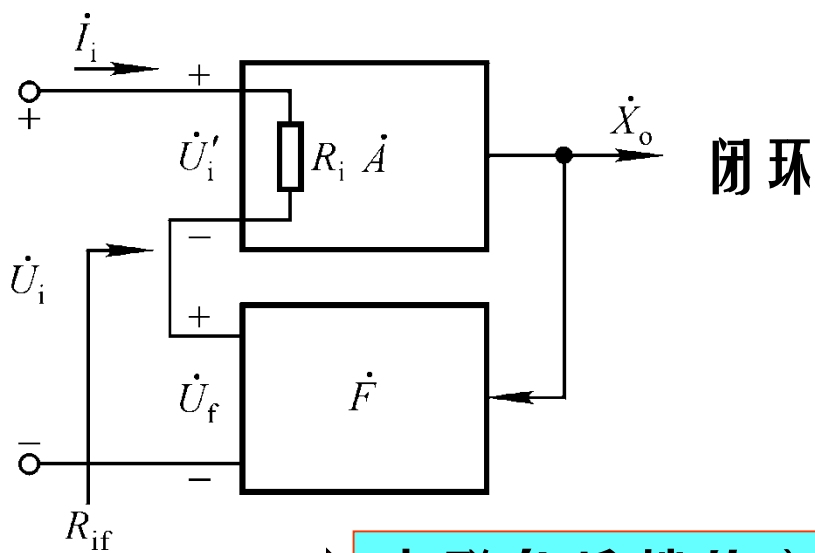 İ_i
+
+
U̇'_i
R_i Ȧ
Ẋ_o
闭环
−
U̇_i
+
U̇_f
Ḟ
−
−
R_if